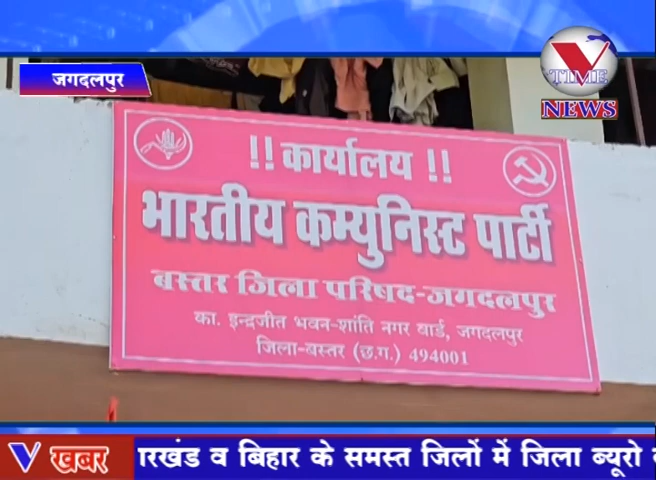 जगदलपुर
V
TIME
NEWS
!! कार्यालय !!
भारतीय कम्युनिस्ट पार्टी
बस्तर जिला परिषद-जगदलपुर
का. इन्द्रजीत भवन-शांति नगर वार्ड, जगदलपुर
जिला-बस्तर (छ.ग.) 494001
V खबर
ारखंड व बिहार के समस्त जिलों में जिला ब्यूरो